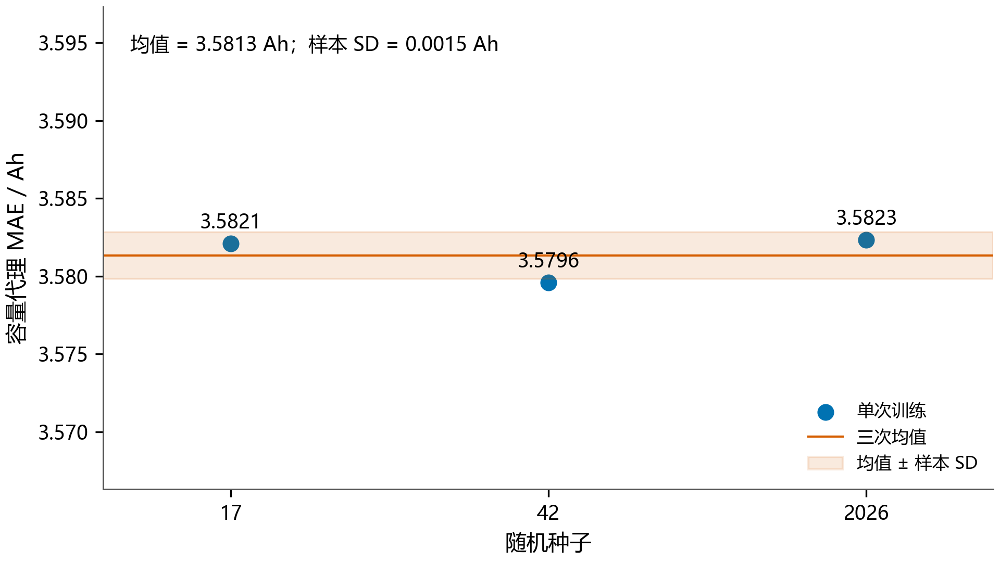 均值 = 3.5813 Ah；样本 SD = 0.0015 Ah
容量代理 MAE / Ah
3.595
3.590
3.585
3.580
3.575
3.570
3.5821
3.5796
3.5823
单次训练
三次均值
均值 ± 样本 SD
17
42
2026
随机种子